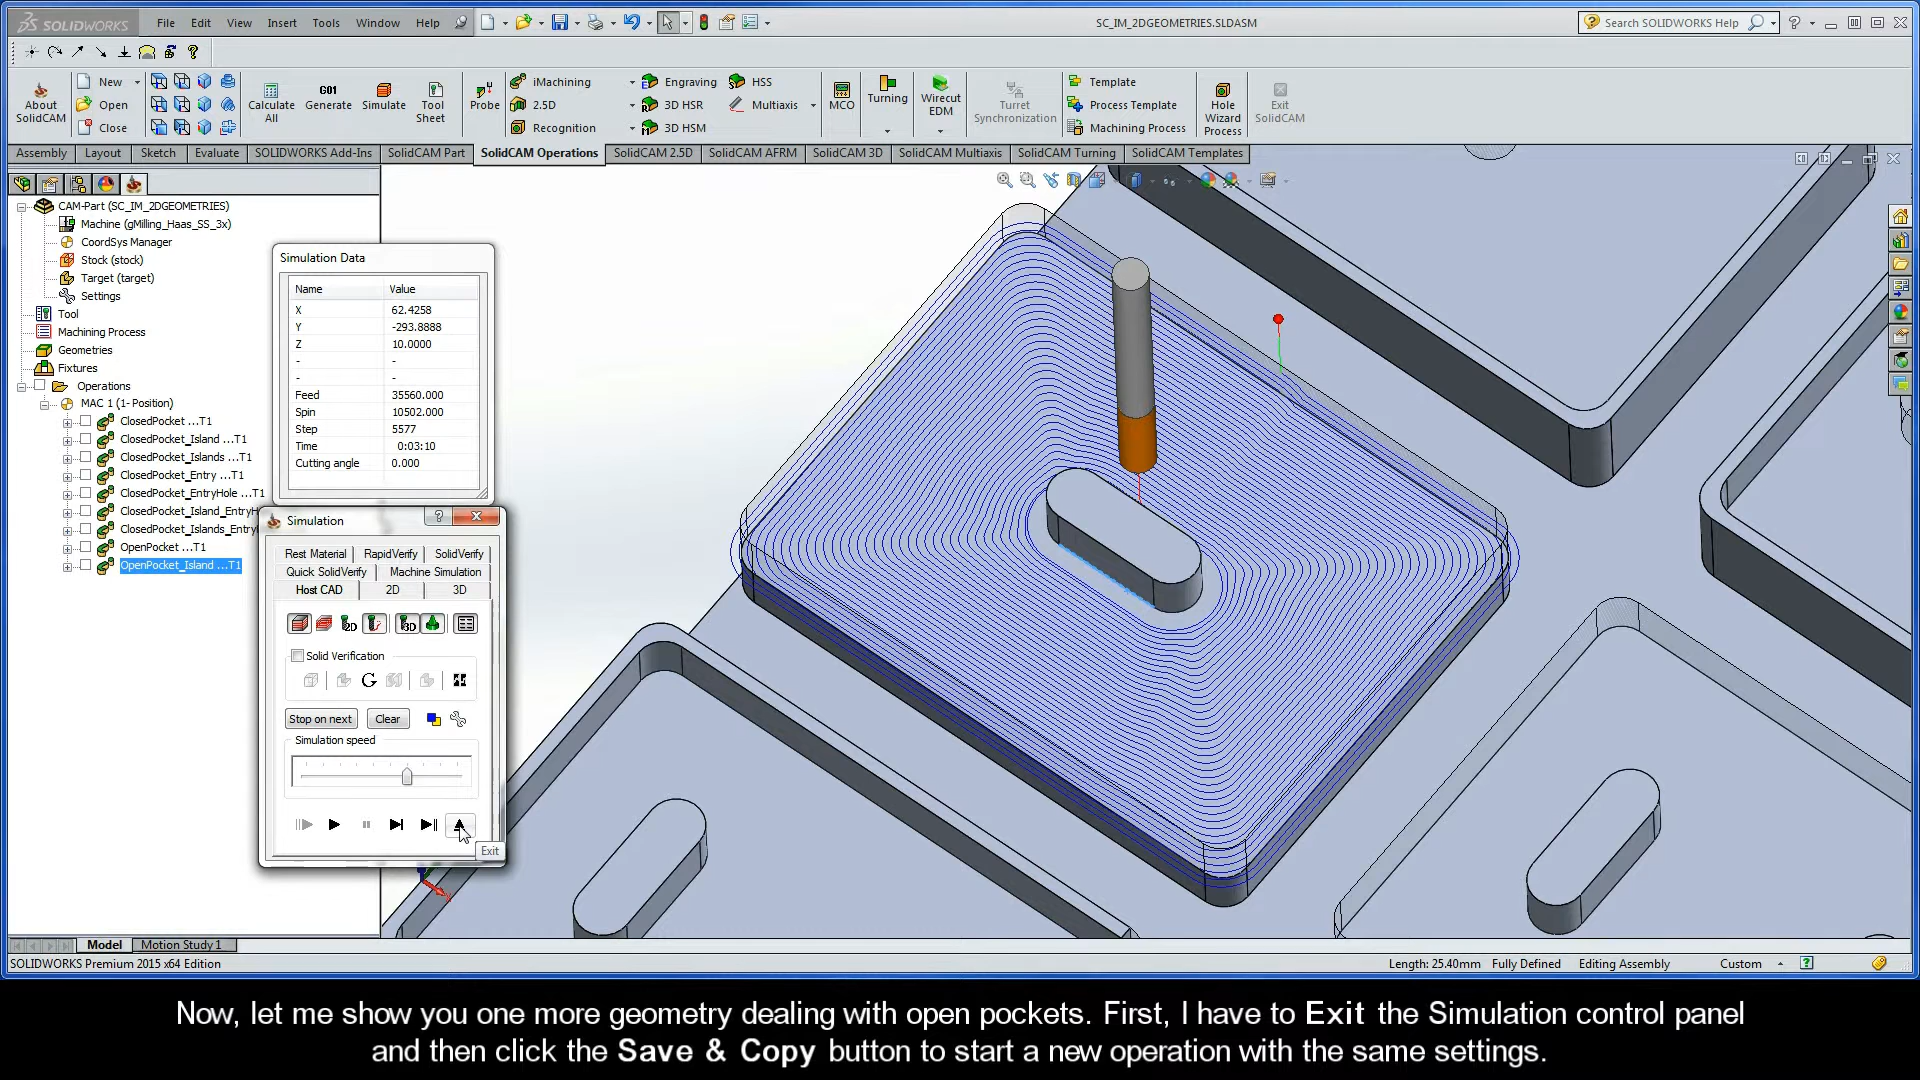 SOLIDWORKS File Edit View Insert Tools Window Help SC_IM_2DGEOMETRIES.SLDASM Search SOLIDWORKS Help
About SolidCAM
New
Open
Close
Calculate All
G01
Generate
Simulate
Tool Sheet
Probe
iMachining
2.5D
Recognition
Engraving
3D HSR
3D HSM
HSS
Multiaxis
MCO
Turning
Wirecut EDM
Turret Synchronization
Template
Process Template
Machining Process
Hole Wizard Process
Exit SolidCAM
Assembly Layout Sketch Evaluate SOLIDWORKS Add-Ins SolidCAM Part SolidCAM Operations SolidCAM 2.5D SolidCAM AFRM SolidCAM 3D SolidCAM Multiaxis SolidCAM Turning SolidCAM Templates
CAM-Part (SC_IM_2DGEOMETRIES)
Machine (gMilling_Haas_SS_3x)
CoordSys Manager
Stock (stock)
Target (target)
Settings
Tool
Machining Process
Geometries
Fixtures
Operations
MAC 1 (1- Position)
ClosedPocket ...T1
ClosedPocket_Island ...T1
ClosedPocket_Islands ...T1
ClosedPocket_Entry ...T1
ClosedPocket_EntryHole ...T1
ClosedPocket_Island_EntryH
ClosedPocket_Islands_Entry
OpenPocket ...T1
OpenPocket_Island ...T1
Simulation Data
Name Value
X 62.4258
Y -293.8888
Z 10.0000
- -
- -
Feed 35560.000
Spin 10502.000
Step 5577
Time 0:03:10
Cutting angle 0.000
Simulation
Rest Material RapidVerify SolidVerify
Quick SolidVerify Machine Simulation
Host CAD 2D 3D
2D 3D
Solid Verification
Stop on next Clear
Simulation speed
Exit
Model Motion Study 1
SOLIDWORKS Premium 2015 x64 Edition Length: 25.40mm Fully Defined Editing Assembly Custom
Now, let me show you one more geometry dealing with open pockets. First, I have to Exit the Simulation control panel
and then click the Save & Copy button to start a new operation with the same settings.